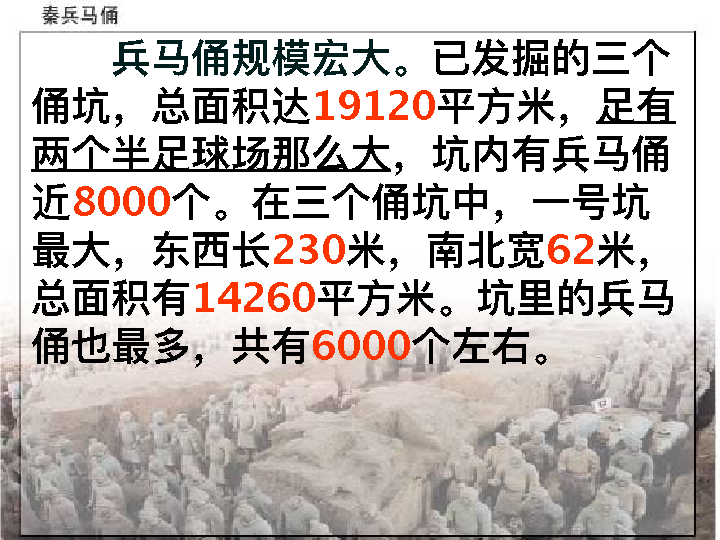 秦兵马俑
兵马俑规模宏大。已发掘的三个
俑坑，总面积达19120平方米，足有
两个半足球场那么大，坑内有兵马俑
近8000个。在三个俑坑中，一号坑
最大，东西长230米，南北宽62米，
总面积有14260平方米。坑里的兵马
俑也最多，共有6000个左右。